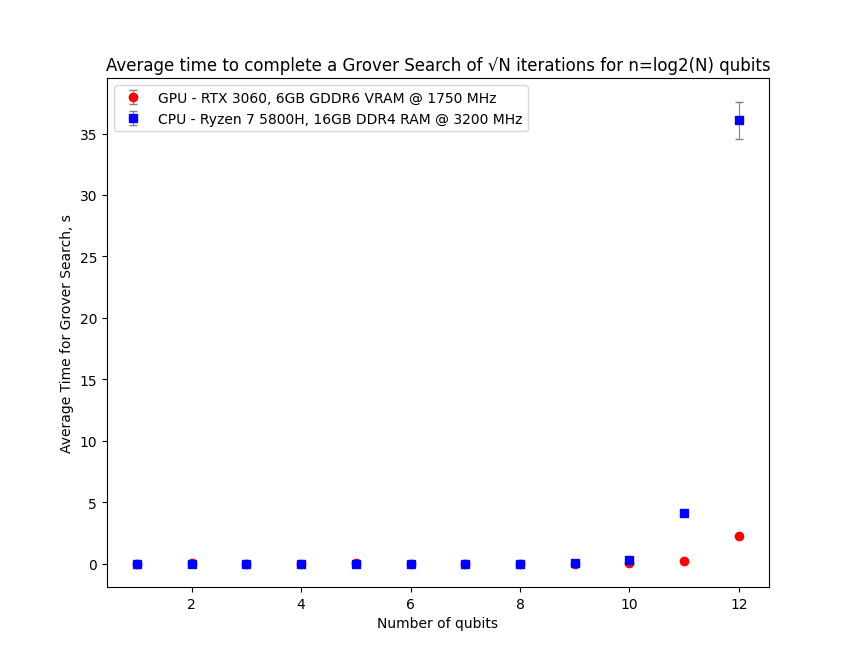 Average time to complete a Grover Search of √N iterations for n=log2(N) qubits
GPU - RTX 3060, 6GB GDDR6 VRAM @ 1750 MHz
CPU - Ryzen 7 5800H, 16GB DDR4 RAM @ 3200 MHz
Average Time for Grover Search, s
35
30
25
20
15
10
5
0
2 4 6 8 10 12
Number of qubits